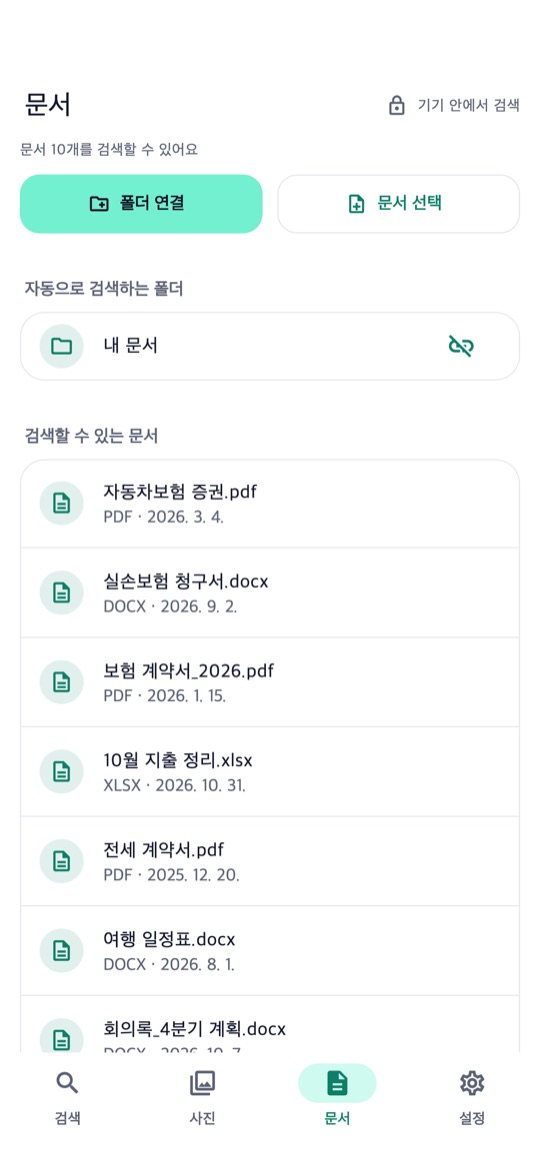 문서
기기 안에서 검색
문서 10개를 검색할 수 있어요
폴더 연결
문서 선택
자동으로 검색하는 폴더
내 문서
검색할 수 있는 문서
자동차보험 증권.pdf
PDF · 2026. 3. 4.
실손보험 청구서.docx
DOCX · 2026. 9. 2.
보험 계약서_2026.pdf
PDF · 2026. 1. 15.
10월 지출 정리.xlsx
XLSX · 2026. 10. 31.
전세 계약서.pdf
PDF · 2025. 12. 20.
여행 일정표.docx
DOCX · 2026. 8. 1.
회의록_4분기 계획.docx
검색
사진
문서
설정